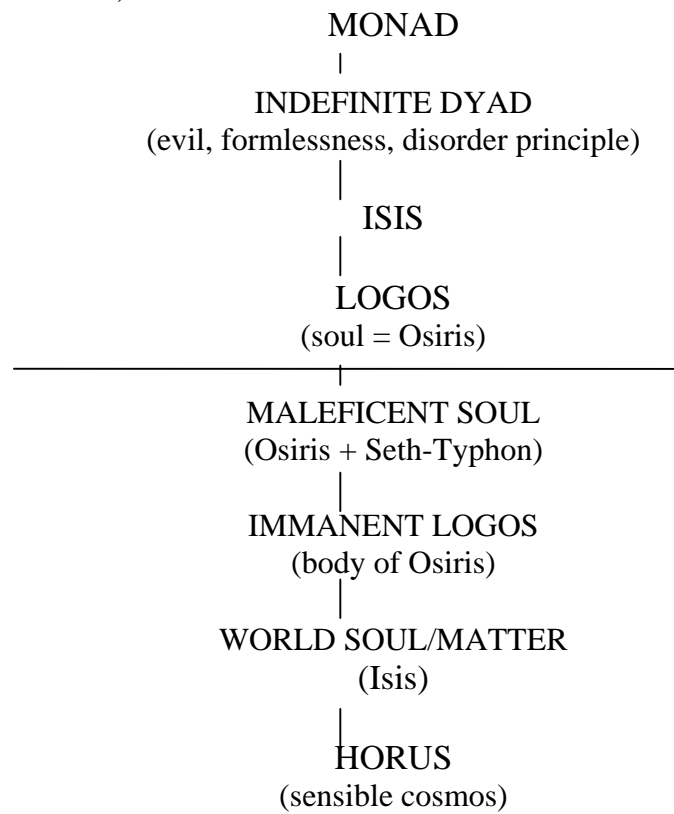 MONAD
INDEFINITE DYAD
(evil, formlessness, disorder principle)
ISIS
LOGOS
(soul = Osiris)
MALEFICENT SOUL
(Osiris + Seth-Typhon)
IMMANENT LOGOS
(body of Osiris)
WORLD SOUL/MATTER
(Isis)
HORUS
(sensible cosmos)